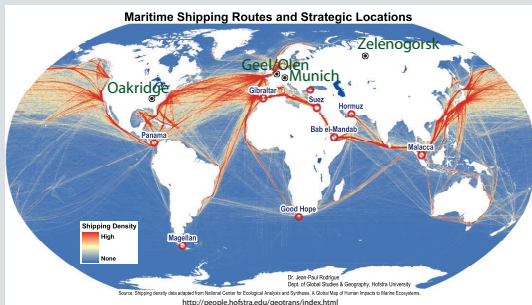 Maritime Shipping Routes and Strategic Locations
Zelenogorsk
Geel/Olen
Munich
Oakridge
Gibraltar
Suez
Hormuz
Panama
Bab el-Mandab
Malacca
Good Hope
Magellan
Shipping Density
High
None
Dr. Jean-Paul Rodrigue
Dept. of Global Studies & Geography, Hofstra University
Source: Shipping density data adapted from National Center for Ecological Analysis and Synthesis, A Global Map of Human Impacts to Marine Ecosystems.
http://people.hofstra.edu/geotrans/index.html